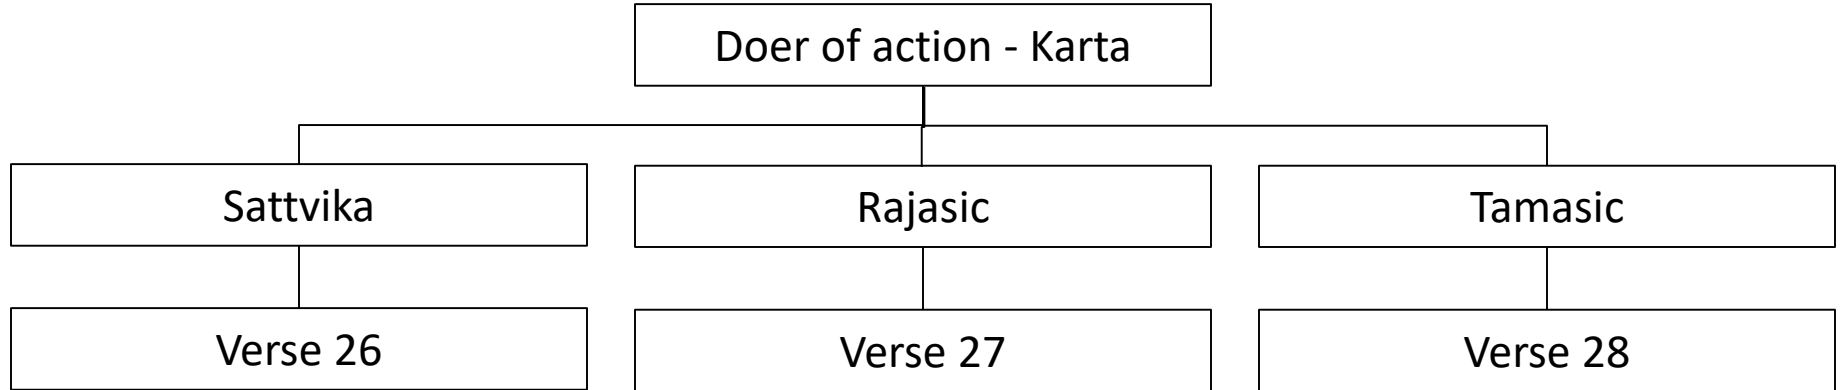 Doer of action - Karta
Sattvika
Rajasic
Tamasic
Verse 26
Verse 27
Verse 28